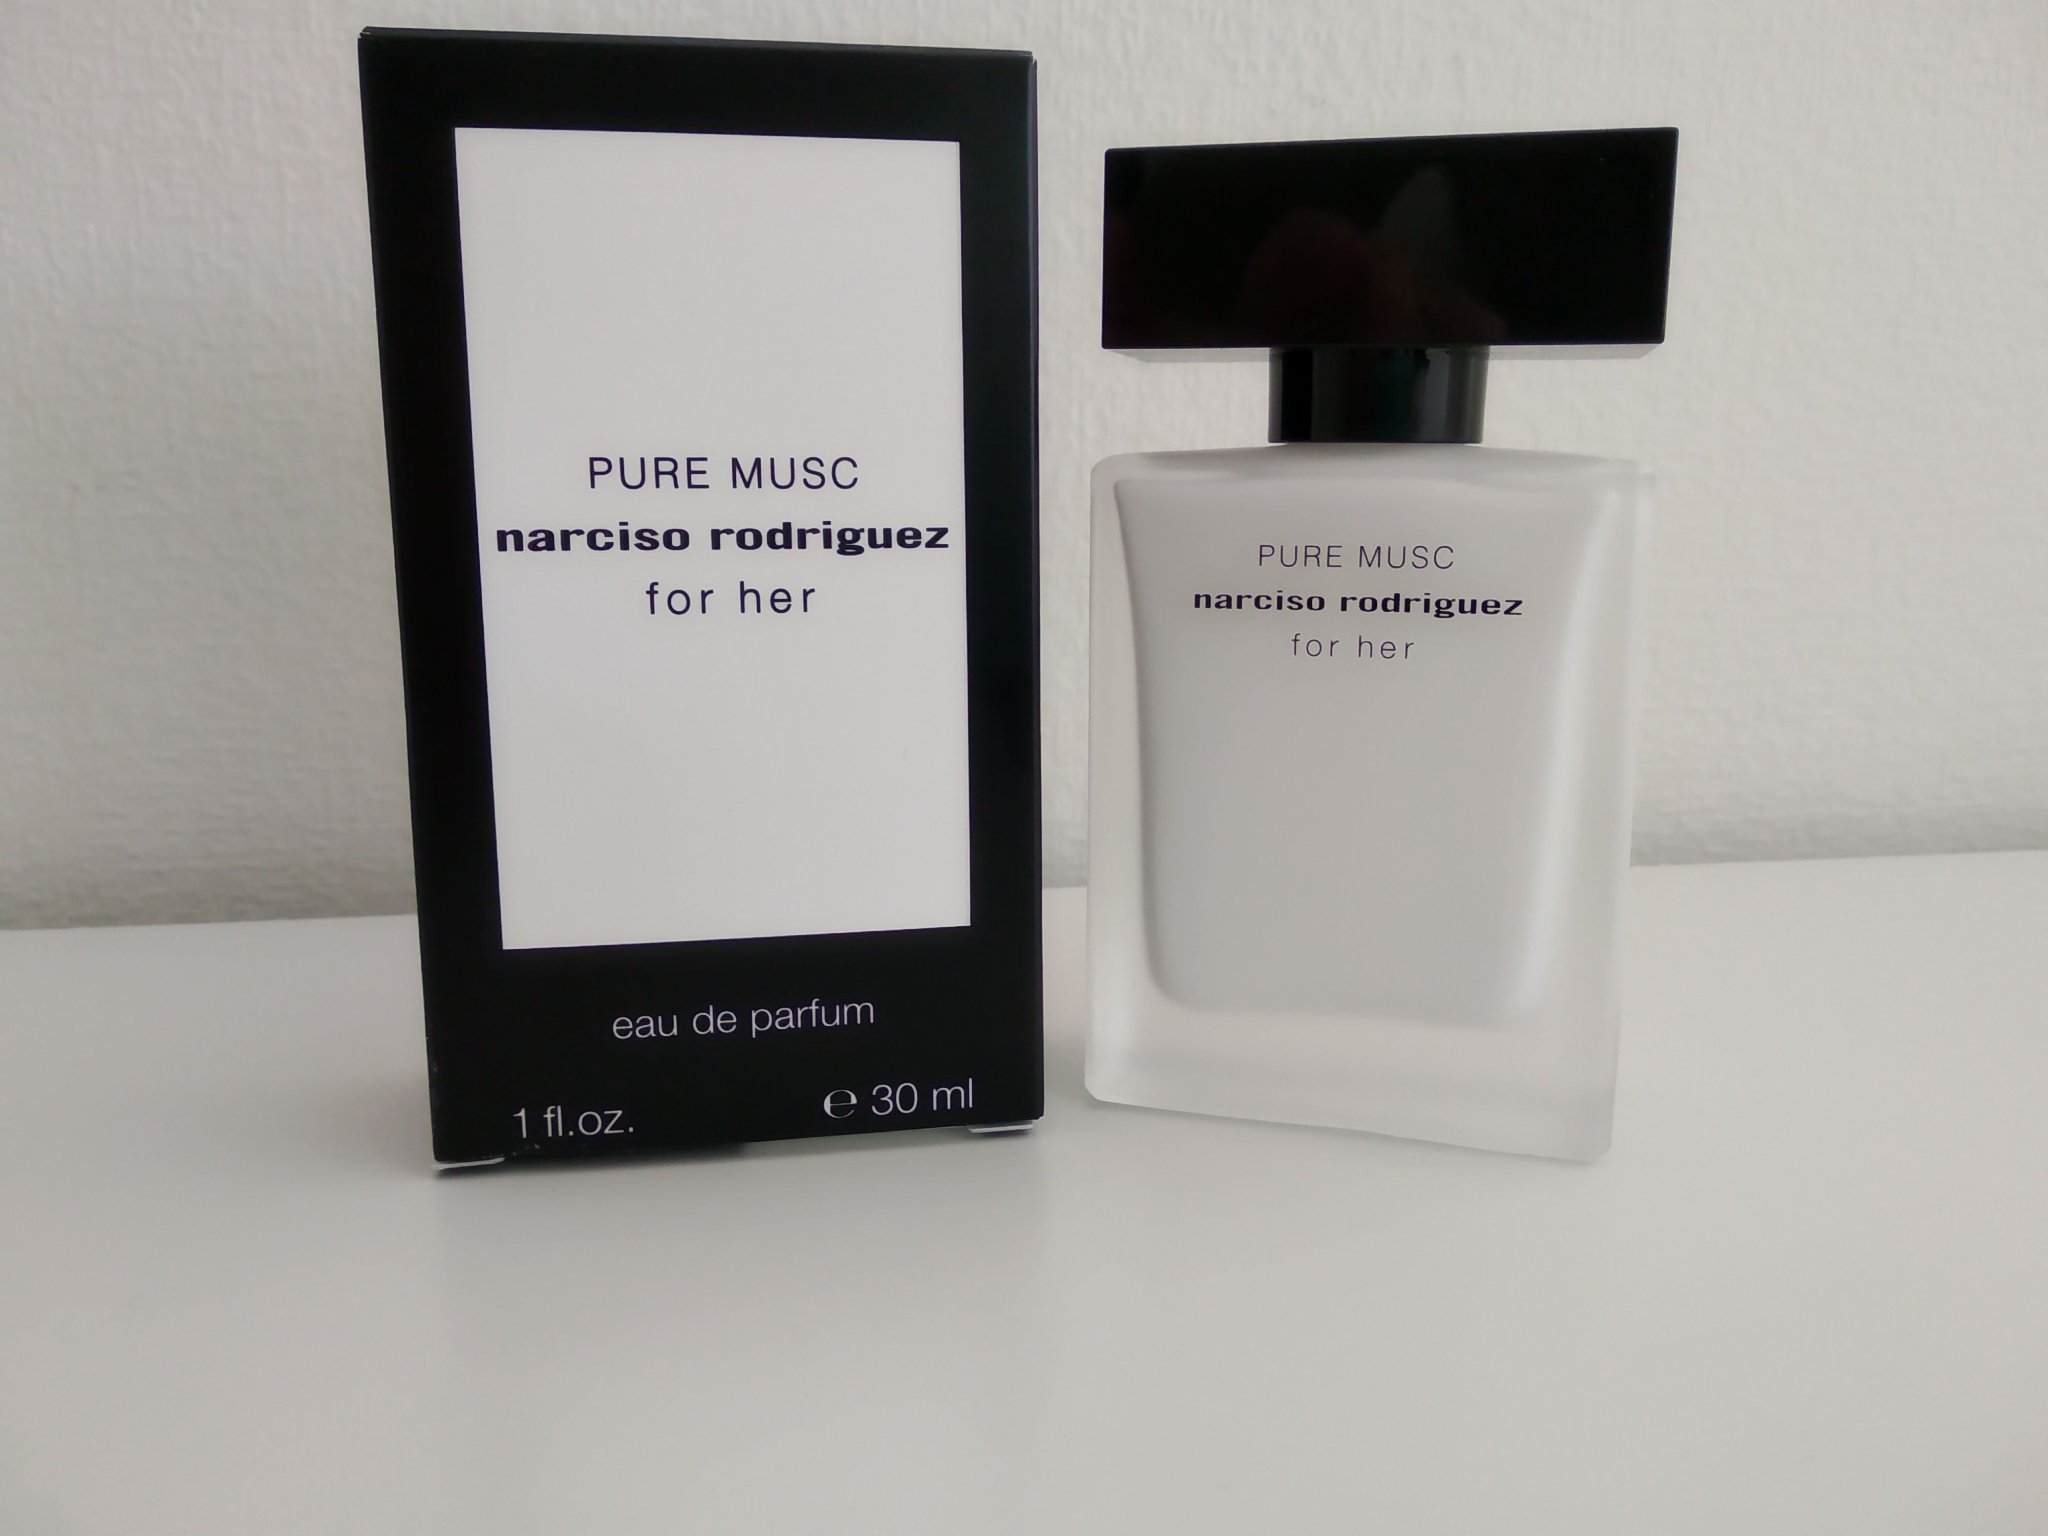 PURE MUSC
narciso rodriguez
for her
eau de parfum
1 fl.oz.
℮ 30 ml
PURE MUSC
narciso rodriguez
for her